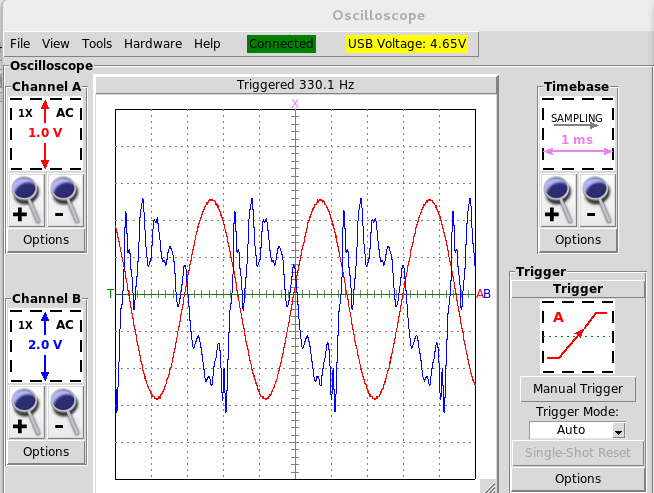 Oscilloscope
File View Tools Hardware Help Connected USB Voltage: 4.65V
Oscilloscope
Channel A
1X AC
1.0 V
+ -
Options
Channel B
1X AC
2.0 V
+ -
Options
Triggered 330.1 Hz
X
T
A
B
Timebase
SAMPLING
1 ms
+ -
Options
Trigger
Trigger
A
Manual Trigger
Trigger Mode:
Auto
Single-Shot Reset
Options